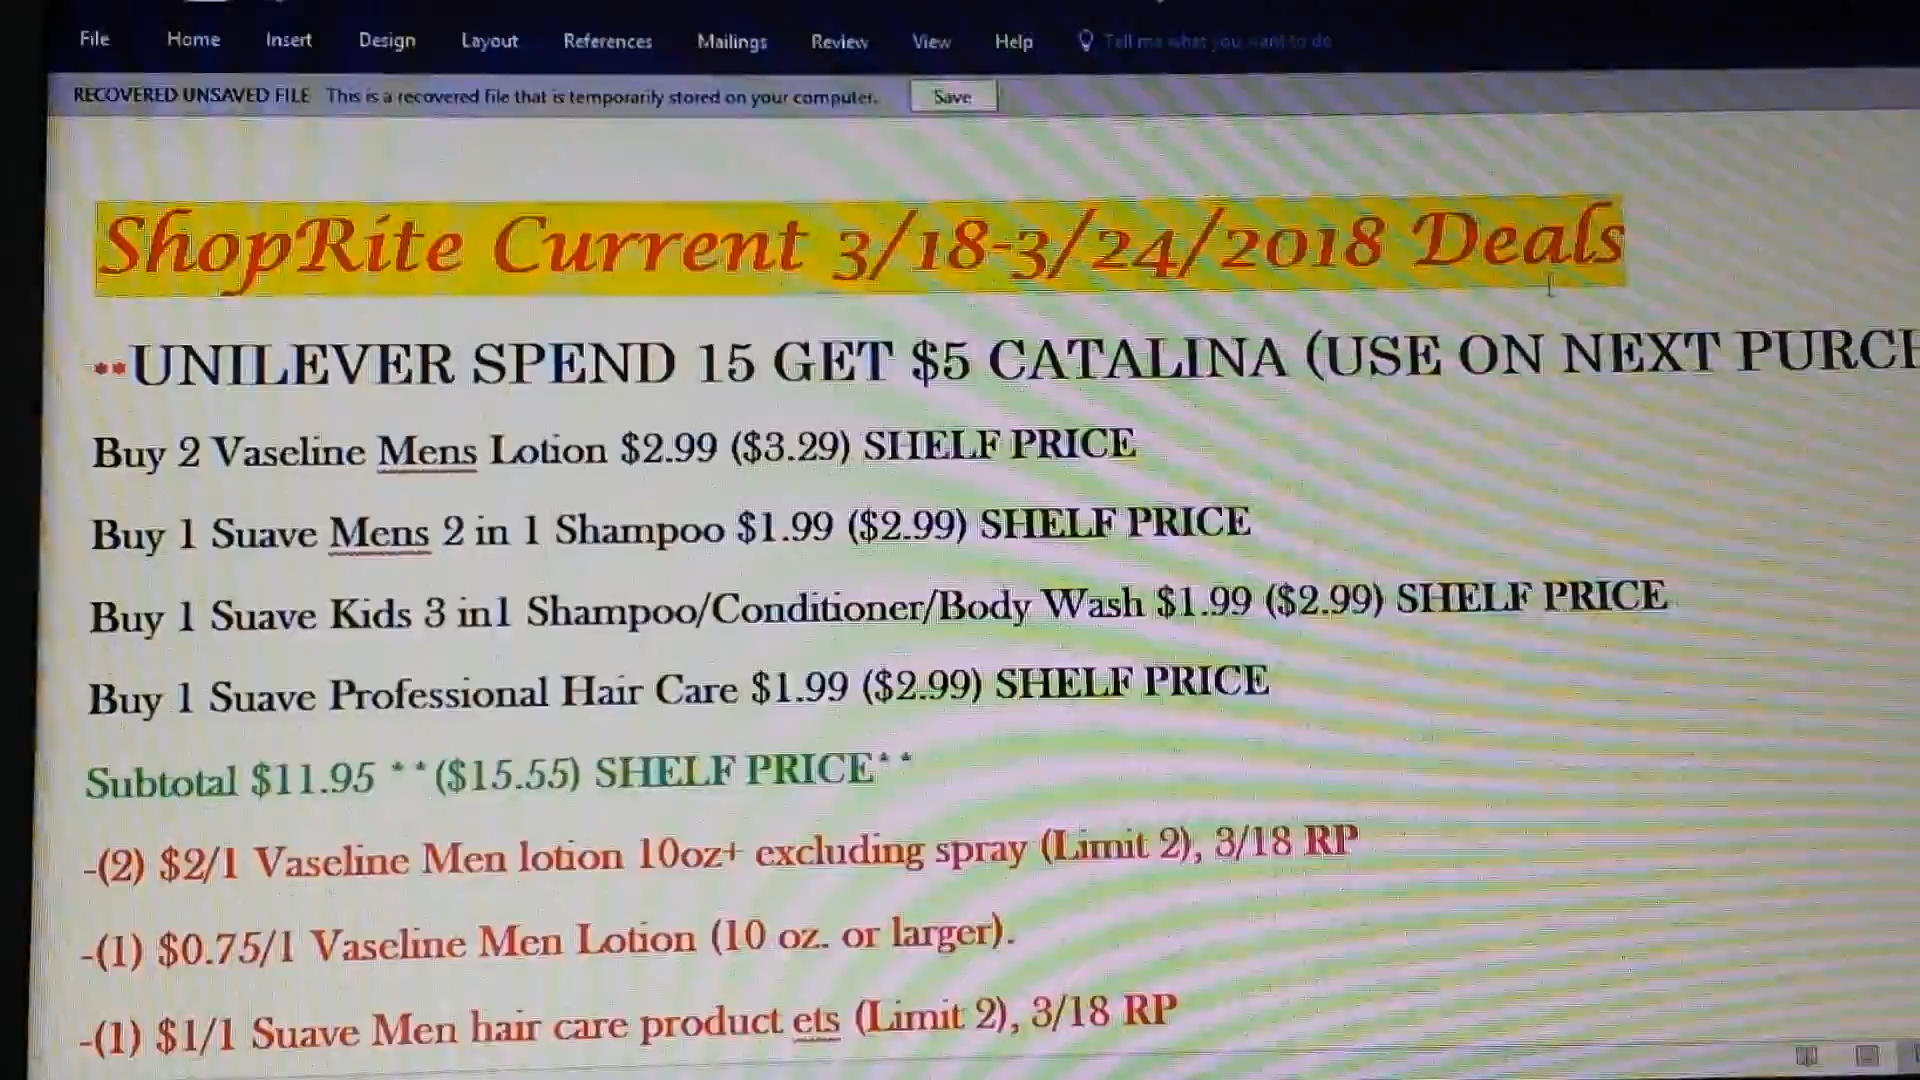 File Home Insert Design Layout References Mailings Review View Help Tell me what you want to do
RECOVERED UNSAVED FILE This is a recovered file that is temporarily stored on your computer. Save
ShopRite Current 3/18-3/24/2018 Deals
**UNILEVER SPEND 15 GET $5 CATALINA (USE ON NEXT
Buy 2 Vaseline Mens Lotion $2.99 ($3.29) SHELF PRICE
Buy 1 Suave Mens 2 in 1 Shampoo $1.99 ($2.99) SHELF PRICE
Buy 1 Suave Kids 3 in1 Shampoo/Conditioner/Body Wash $1.99 ($2.99) SHELF PRICE
Buy 1 Suave Professional Hair Care $1.99 ($2.99) SHELF PRICE
Subtotal $11.95 **($15.55) SHELF PRICE**
-(2) $2/1 Vaseline Men lotion 10oz+ excluding spray (Limit 2), 3/18 RP
-(1) $0.75/1 Vaseline Men Lotion (10 oz. or larger).
-(1) $1/1 Suave Men hair care product ets (Limit 2), 3/18 RP